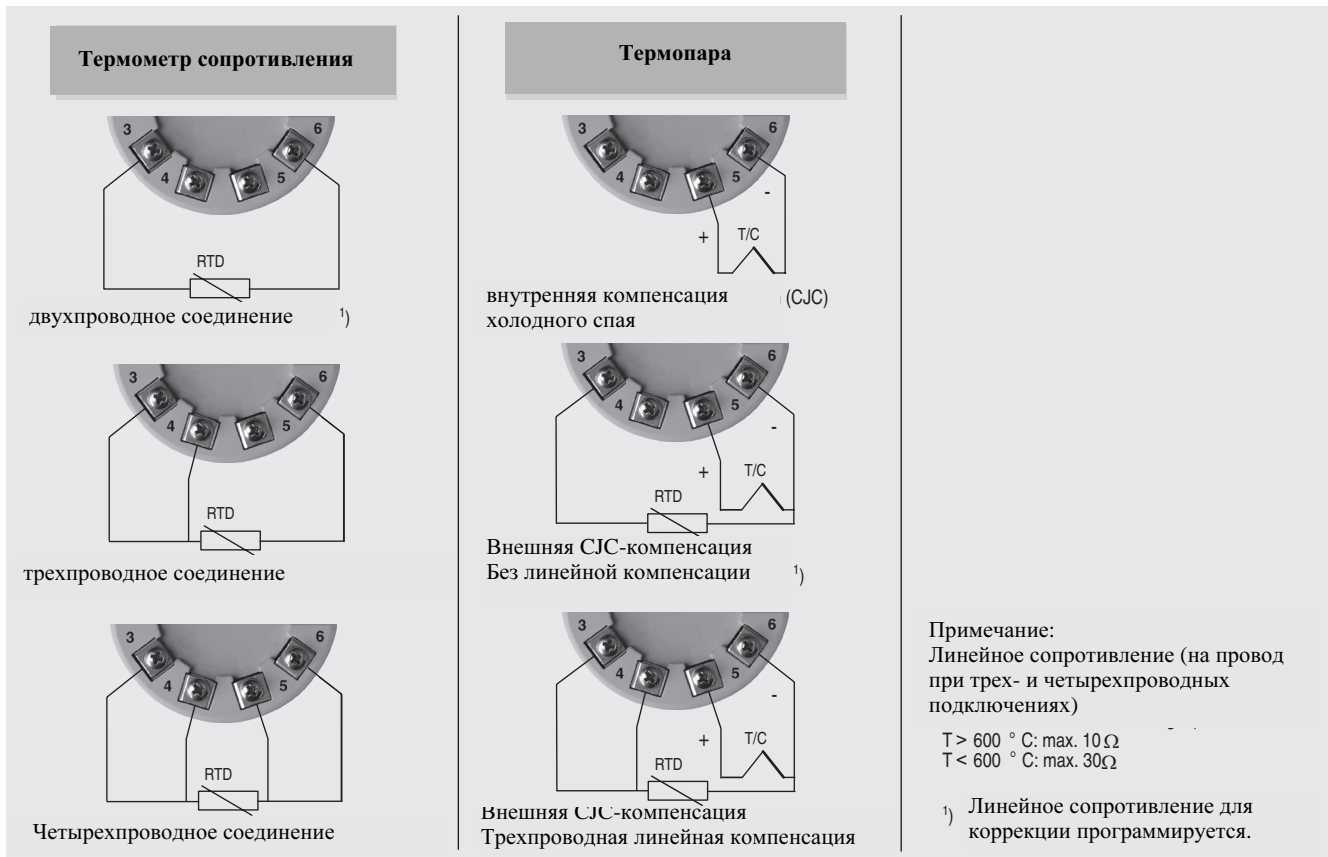 Термометр сопротивления
3 6
4 5
RTD
двухпроводное соединение 1)
3 6
4 5
RTD
трехпроводное соединение
3 6
4 5
RTD
Четырехпроводное соединение
Термопара
3 6
4 5
-
+ T/C
внутренняя компенсация (CJC)
холодного спая
3 6
4 5
-
+ T/C
RTD
Внешняя CJC-компенсация
Без линейной компенсации 1)
3 6
4 5
-
+ T/C
RTD
Внешняя CJC-компенсация
Трехпроводная линейная компенсация
Примечание:
Линейное сопротивление (на провод
при трех- и четырехпроводных
подключениях)
T > 600 ° C: max. 10 Ω
T < 600 ° C: max. 30Ω
1) Линейное сопротивление для
коррекции программируется.